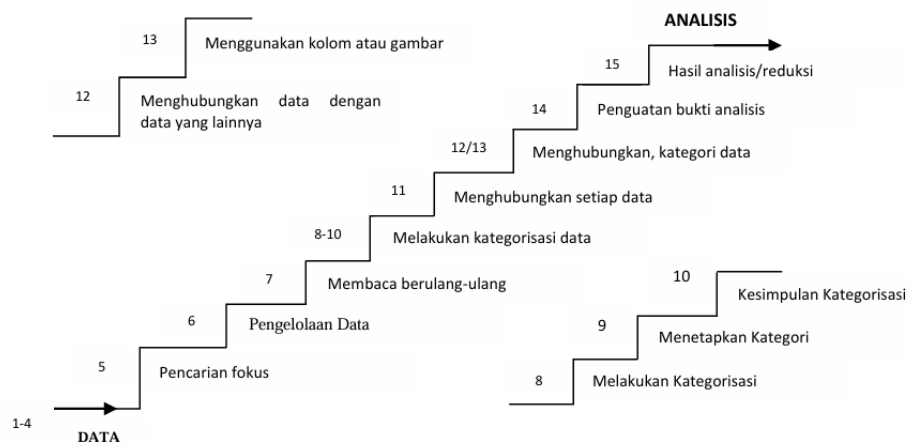 ANALISIS
13
Menggunakan kolom atau gambar
15
Hasil analisis/reduksi
12
Menghubungkan data dengan
data yang lainnya
14
Penguatan bukti analisis
12/13
Menghubungkan, kategori data
11
Menghubungkan setiap data
8-10
Melakukan kategorisasi data
7
Membaca berulang-ulang
6
Pengelolaan Data
5
Pencarian fokus
1-4
DATA
10
Kesimpulan Kategorisasi
9
Menetapkan Kategori
8
Melakukan Kategorisasi